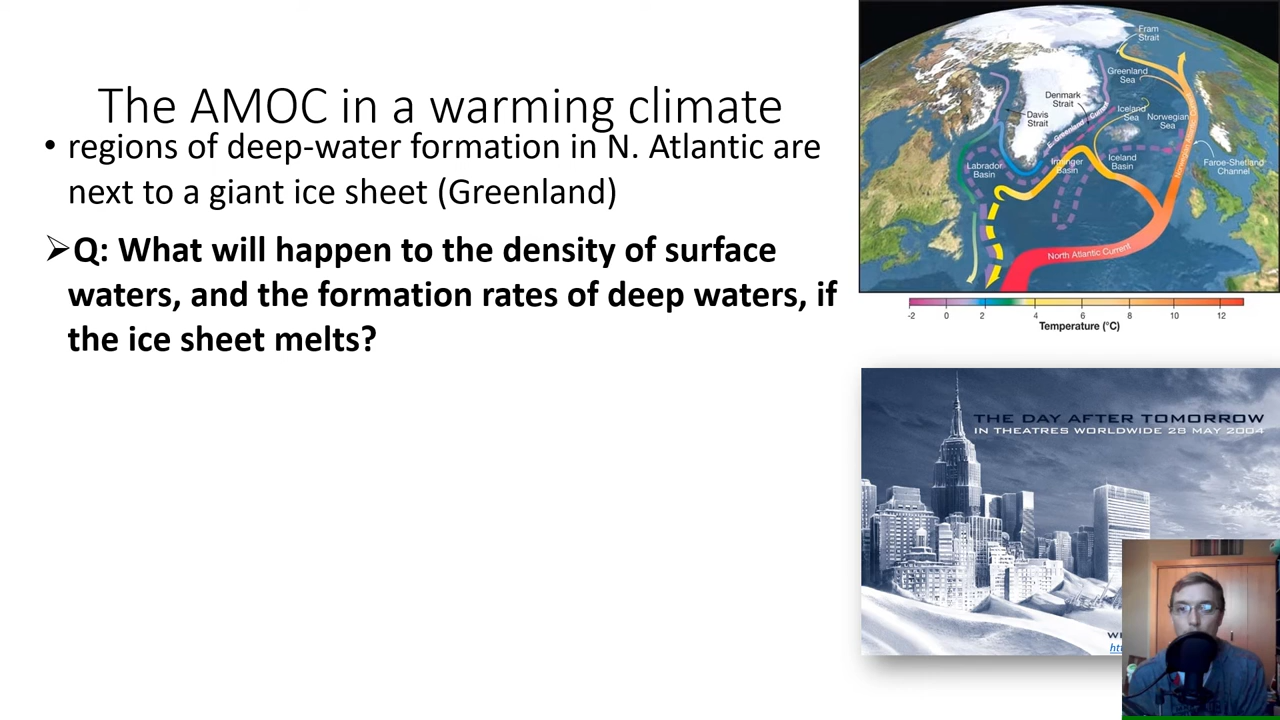 The AMOC in a warming climate
• regions of deep-water formation in N. Atlantic are
next to a giant ice sheet (Greenland)
➢Q: What will happen to the density of surface
waters, and the formation rates of deep waters, if
the ice sheet melts?
Fram
Strait
Greenland
Sea
Denmark
Strait
Iceland
Sea
Norwegian
Sea
Davis
Strait
E. Greenland Current
Labrador
Basin
Irminger
Basin
Iceland
Basin
Faroe-Shetland
Channel
North Atlantic Current
-2 0 2 4 6 8 10 12
Temperature (°C)
THE DAY AFTER TOMORROW
IN THEATRES WORLDWIDE 28 MAY 2004